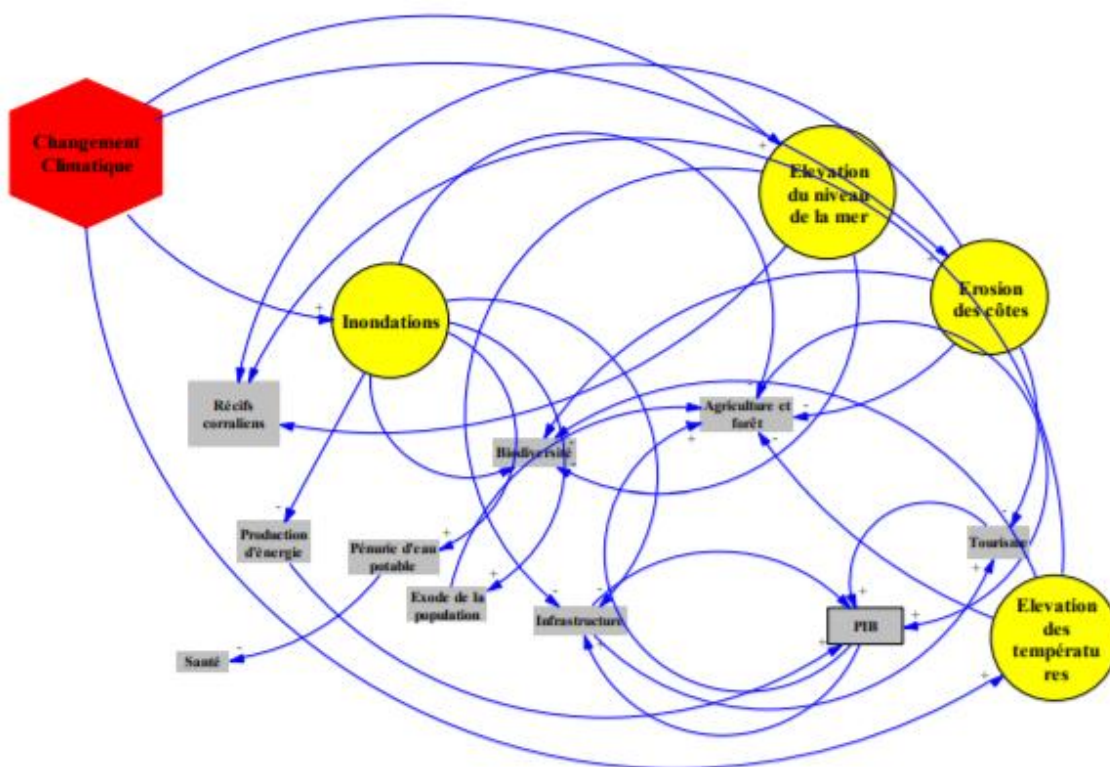 Changement
Climatique
Elevation
du niveau
de la mer
Erosion
des côtes
Inondations
Récifs
corraliens
Agriculture et
forêt
Biodiversité
Production
d'énergie
Pénurie d'eau
potable
Exode de la
population
Infrastructure
Tourisme
PIB
Elevation
des
températu
res
Santé